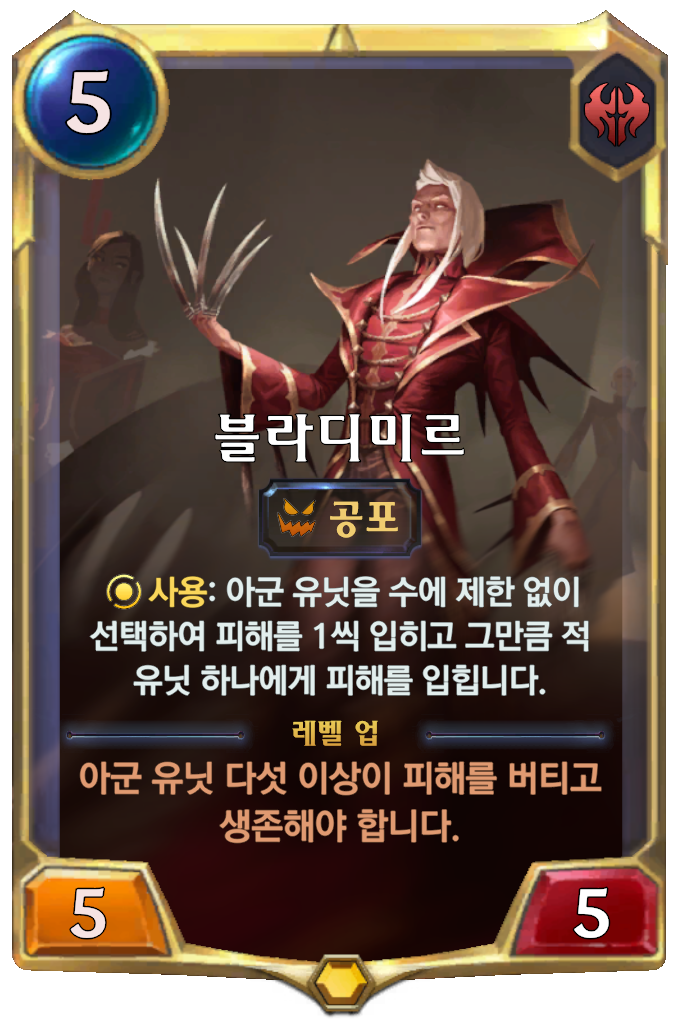 5
블라디미르
공포
사용: 아군 유닛을 수에 제한 없이
선택하여 피해를 1씩 입히고 그만큼 적
유닛 하나에게 피해를 입힙니다.
레벨 업
아군 유닛 다섯 이상이 피해를 버티고
생존해야 합니다.
5
5